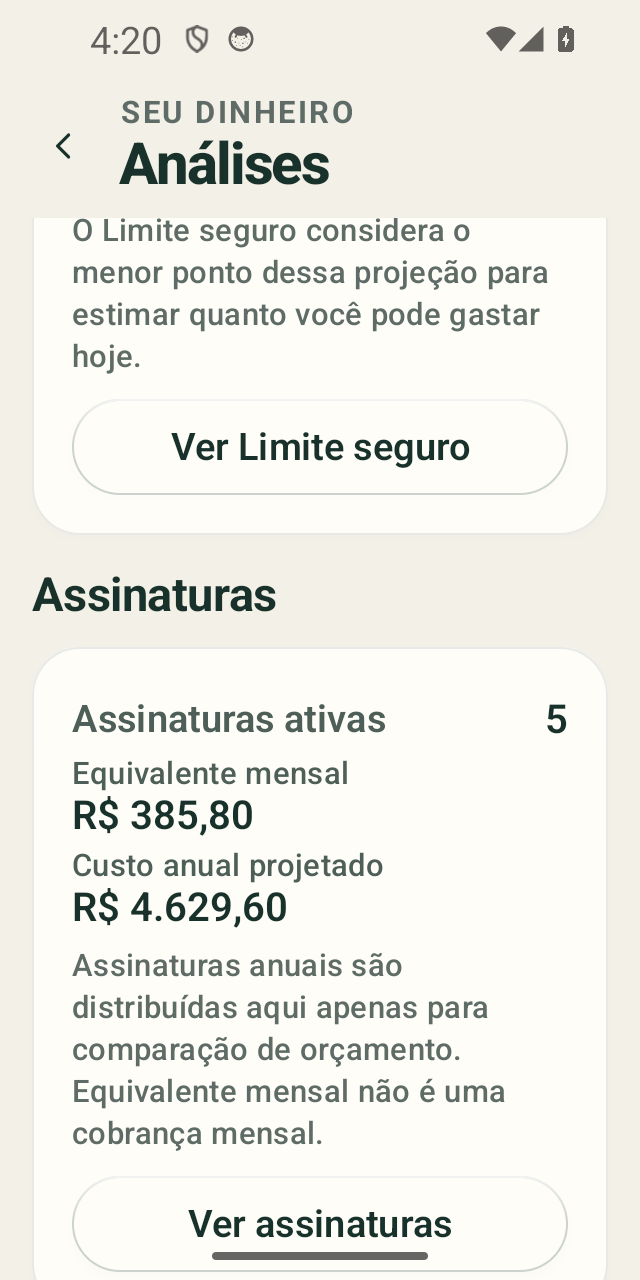 4:20
SEU DINHEIRO
Análises
O Limite seguro considera o
menor ponto dessa projeção para
estimar quanto você pode gastar
hoje.
Ver Limite seguro
Assinaturas
Assinaturas ativas 5
Equivalente mensal
R$ 385,80
Custo anual projetado
R$ 4.629,60
Assinaturas anuais são
distribuídas aqui apenas para
comparação de orçamento.
Equivalente mensal não é uma
cobrança mensal.
Ver assinaturas